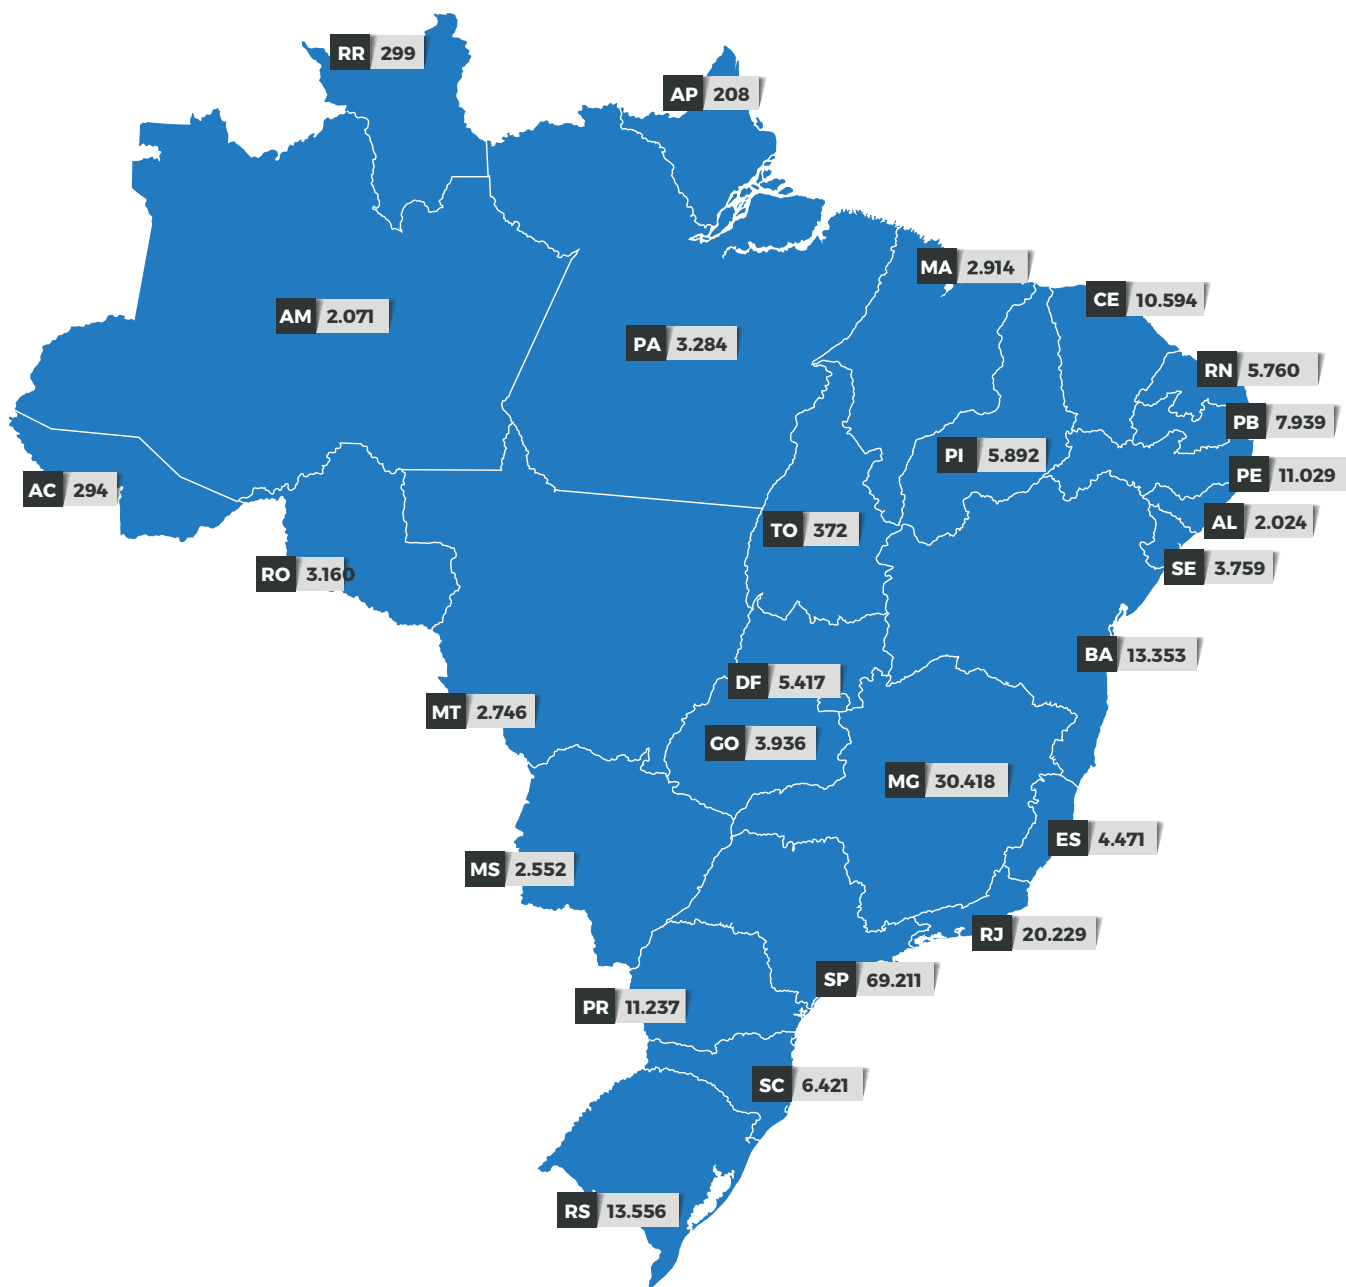 RR 299
AP 208
MA 2.914
CE 10.594
AM 2.071
PA 3.284
RN 5.760
PB 7.939
PI 5.892
PE 11.029
AC 294
AL 2.024
TO 372
SE 3.759
RO 3.160
BA 13.353
DF 5.417
MT 2.746
GO 3.936
MG 30.418
ES 4.471
MS 2.552
RJ 20.229
SP 69.211
PR 11.237
SC 6.421
RS 13.556